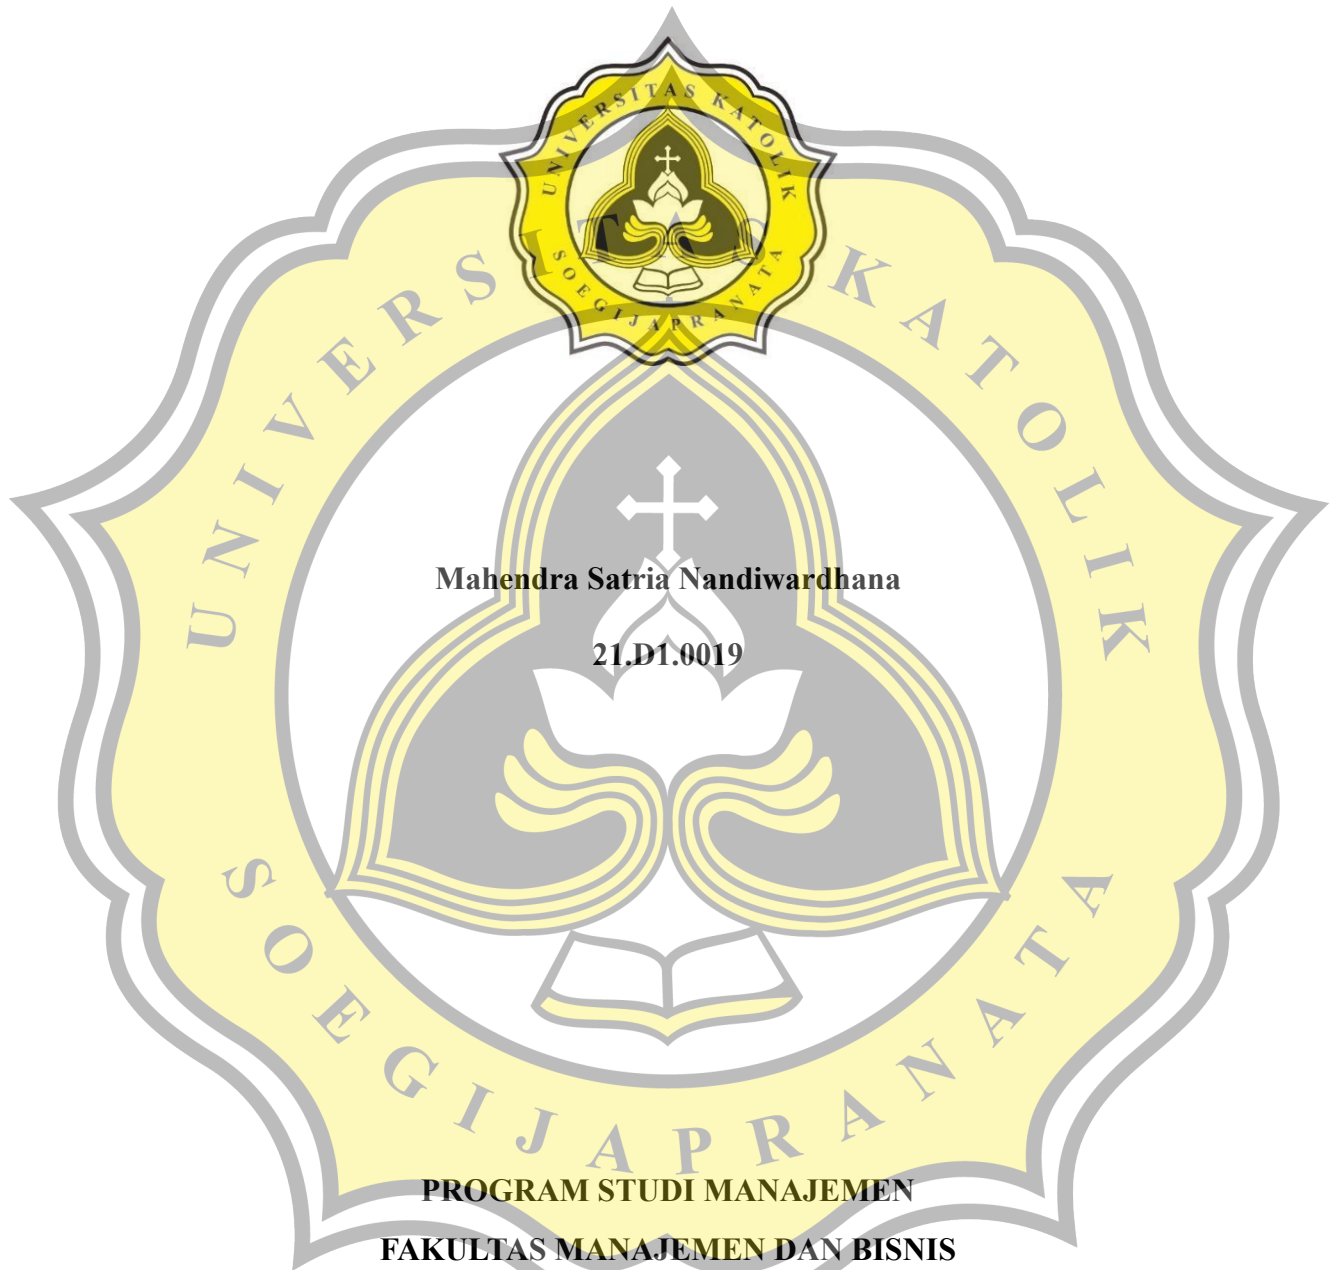 UNIVERSITAS KATOLIK
SOEGIJAPRANATA
UNIVERSITAS KATOLIK
SOEGIJAPRANATA
Mahendra Satria Nandiwardhana
21.D1.0019
PROGRAM STUDI MANAJEMEN
FAKULTAS MANAJEMEN DAN BISNIS